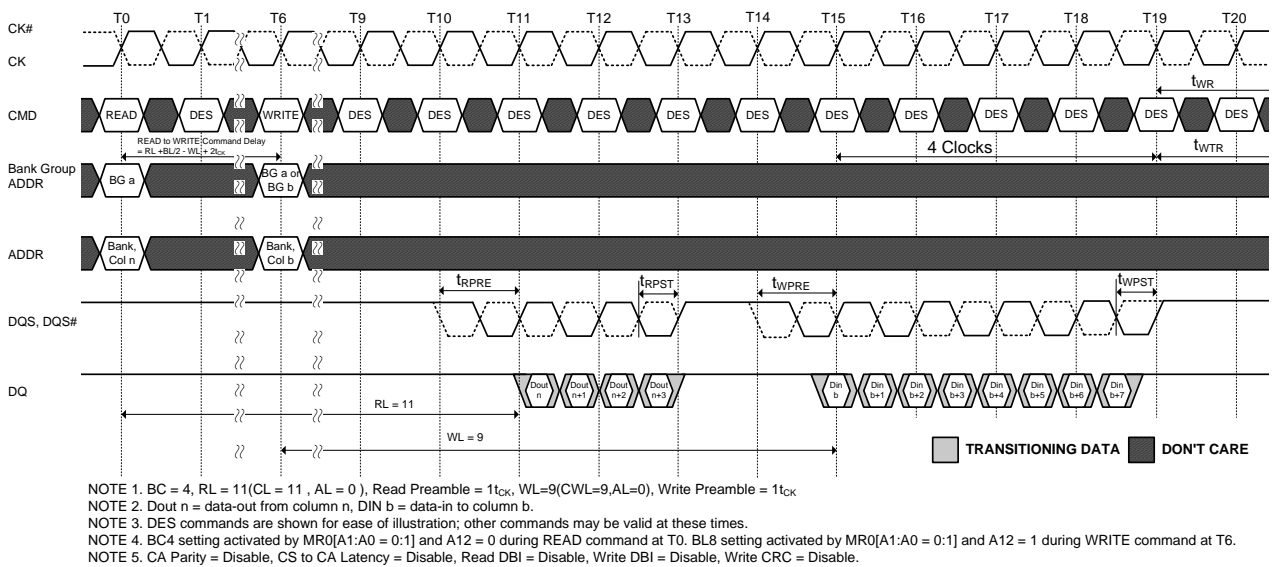 T0 T1 T6 T9 T10 T11 T12 T13 T14 T15 T16 T17 T18 T19 T20
CK#
CK
tWR
CMD READ DES WRITE DES DES DES DES DES DES DES DES DES DES DES DES
READ to WRITE Command Delay
= RL +BL/2 - WL + 2tCK
4 Clocks tWTR
Bank Group
ADDR
BG a
BG a or
BG b
ADDR
Bank,
Col n
Bank,
Col b
tRPRE tRPST tWPRE tWPST
DQS, DQS#
DQ
Dout
n
Dout
n+1
Dout
n+2
Dout
n+3
Din
b
Din
b+1
Din
b+2
Din
b+3
Din
b+4
Din
b+5
Din
b+6
Din
b+7
RL = 11
WL = 9
TRANSITIONING DATA DON'T CARE
NOTE 1. BC = 4, RL = 11(CL = 11 , AL = 0 ), Read Preamble = 1tCK, WL=9(CWL=9,AL=0), Write Preamble = 1tCK
NOTE 2. Dout n = data-out from column n, DIN b = data-in to column b.
NOTE 3. DES commands are shown for ease of illustration; other commands may be valid at these times.
NOTE 4. BC4 setting activated by MR0[A1:A0 = 0:1] and A12 = 0 during READ command at T0. BL8 setting activated by MR0[A1:A0 = 0:1] and A12 = 1 during WRITE command at T6.
NOTE 5. CA Parity = Disable, CS to CA Latency = Disable, Read DBI = Disable, Write DBI = Disable, Write CRC = Disable.